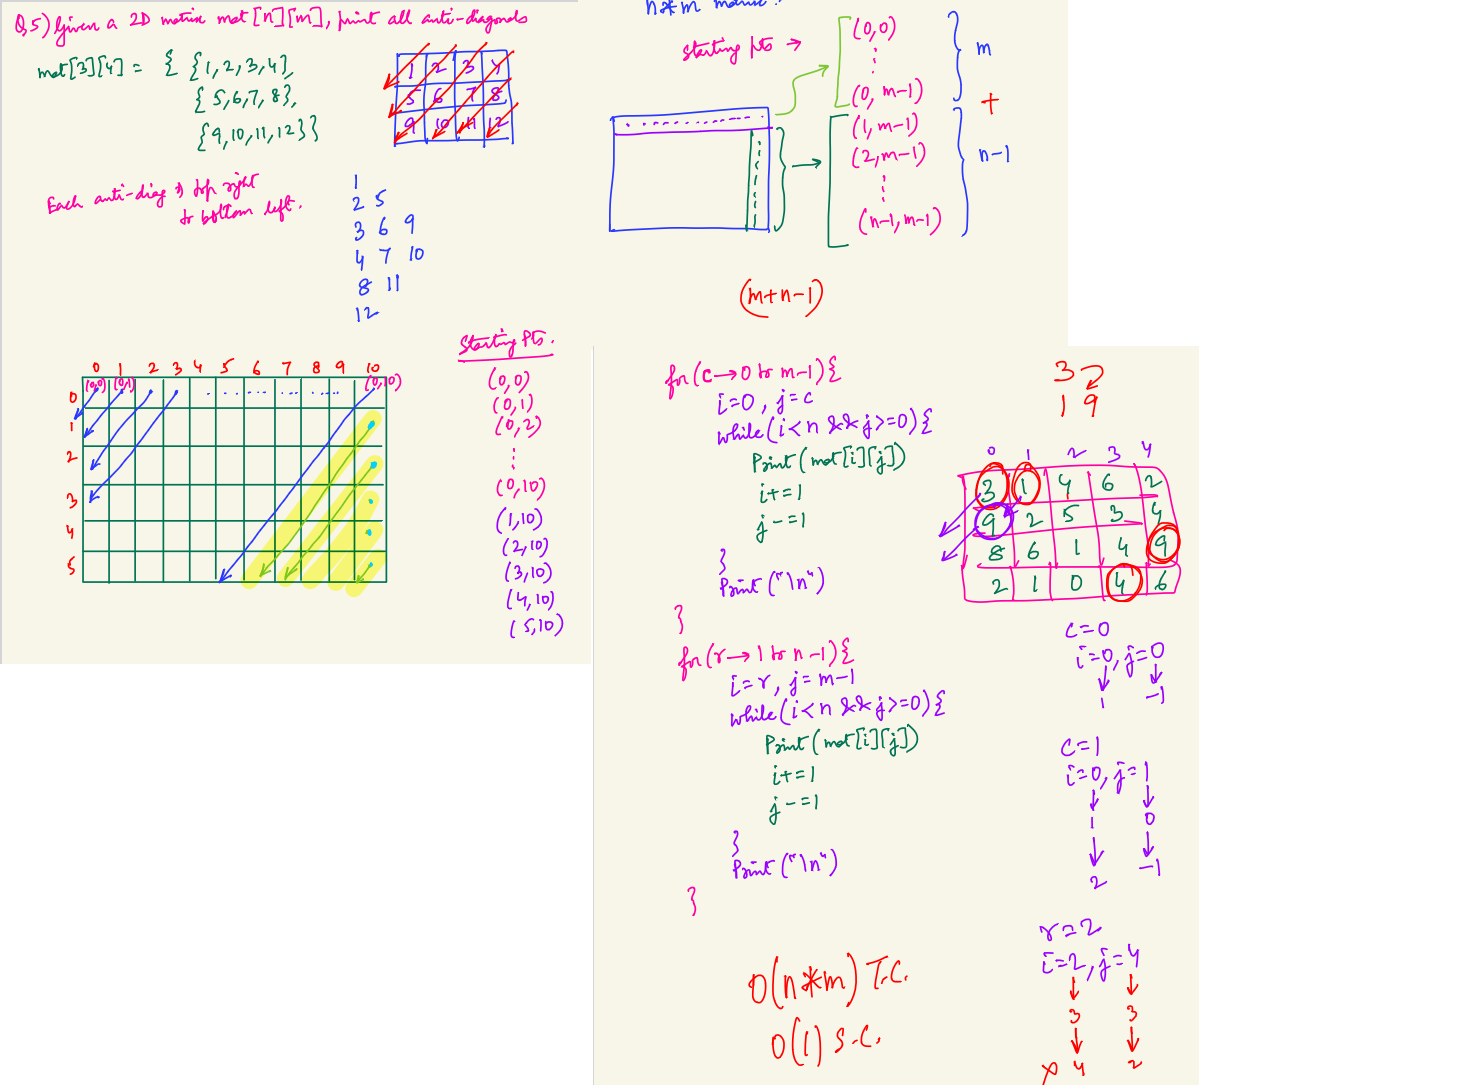 Q5) Given a 2D matrix mat[n][m], print all anti-diagonals
mat[3][4] = { {1,2,3,4},
{5,6,7,8},
{9,10,11,12}}
1 2 3 4
5 6 7 8
9 10 11 12
Each anti-diag → top right
to bottom left.
1
2 5
3 6 9
4 7 10
8 11
12
Starting Pts.
0 1 2 3 4 5 6 7 8 9 10
(0,0) (0,1) (0,10)
0
1
2
3
4
5
(0,0)
(0,1)
(0,2)
(0,10)
(1,10)
(2,10)
(3,10)
(4,10)
(5,10)
n*m matrix.
Starting pts →
(0,0)
(0, m-1)
(1, m-1)
(2, m-1)
(n-1, m-1)
m
+
n-1
(m+n-1)
for(c→0 to m-1){
i=0, j=c
while(i<n && j>=0){
Print(mat[i][j])
i+=1
j-=1
}
Print("\n")
}
for(r→1 to n-1){
i=r, j=m-1
while(i<n && j>=0){
Print(mat[i][j])
i+=1
j-=1
}
Print("\n")
}
O(n*m) T.C.
O(1) S.C.
3
1 9
0 1 2 3 4
3 1 4 6 2
9 2 5 3 4
8 6 1 4 9
2 1 0 4 6
c=0
i=0, j=0
1 -1
c=1
i=0, j=1
1 0
2 -1
r=2
i=2, j=4
3 3
x 4 2